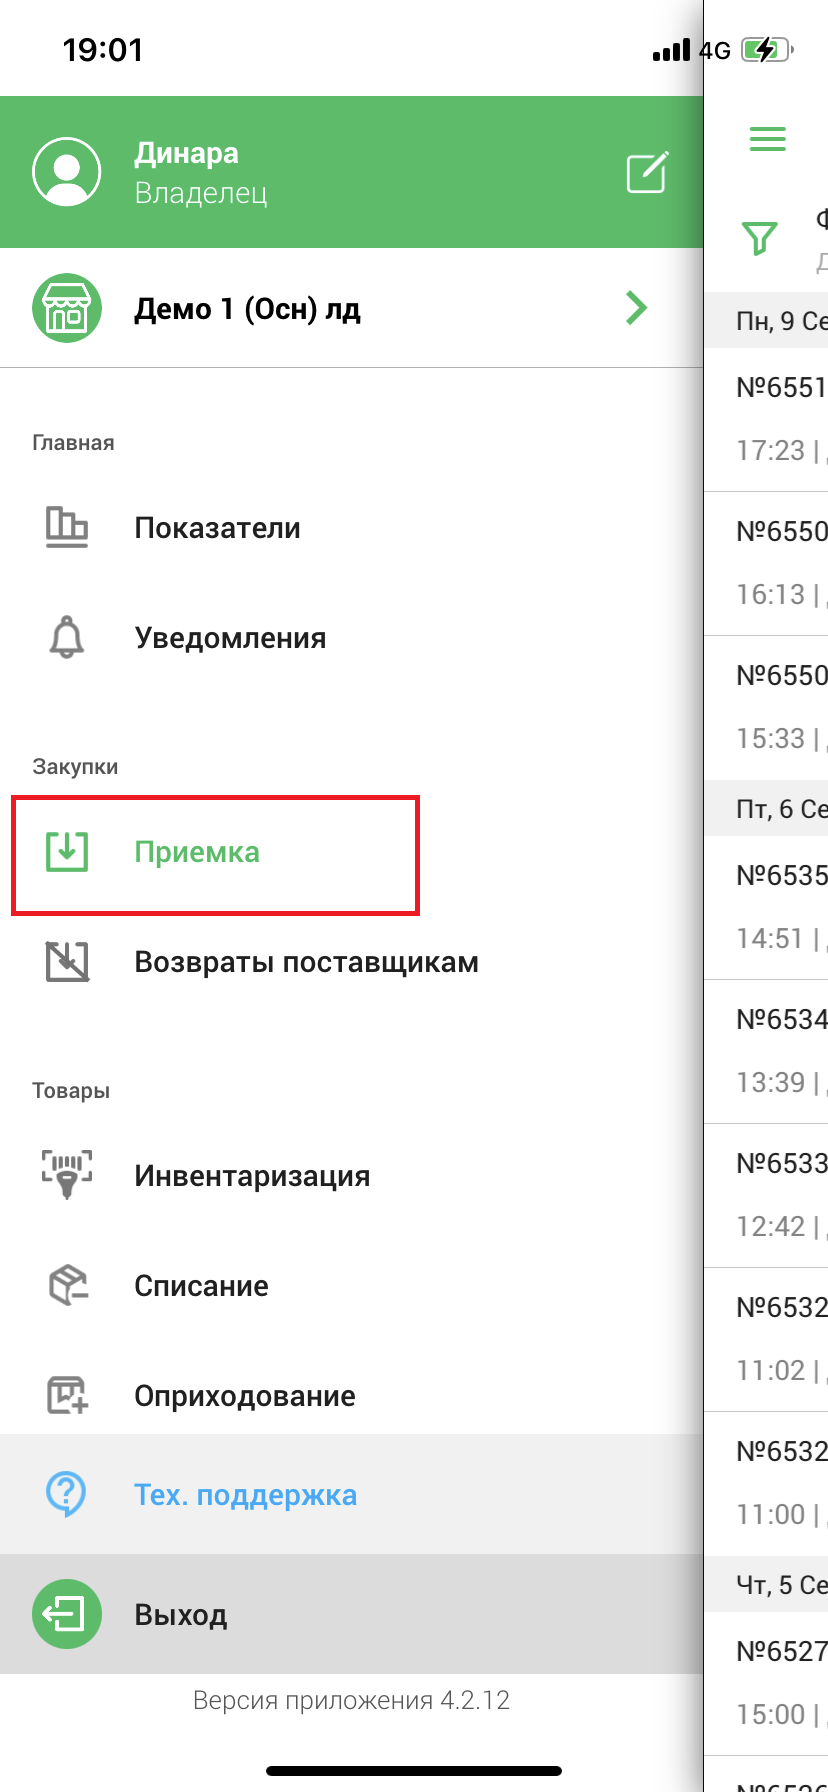 19:01
4G
Динара
Владелец
Демо 1 (Осн) лд
Главная
Показатели
Уведомления
Закупки
Приемка
Возвраты поставщикам
Товары
Инвентаризация
Списание
Оприходование
Тех. поддержка
Выход
Версия приложения 4.2.12
Пн, 9 Се
№6551
17:23 |
№6550
16:13 |
№6550
15:33 |
Пт, 6 Се
№6535
14:51 |
№6534
13:39 |
№6533
12:42 |
№6532
11:02 |
№6532
11:00 |
Чт, 5 Се
№6527
15:00 |